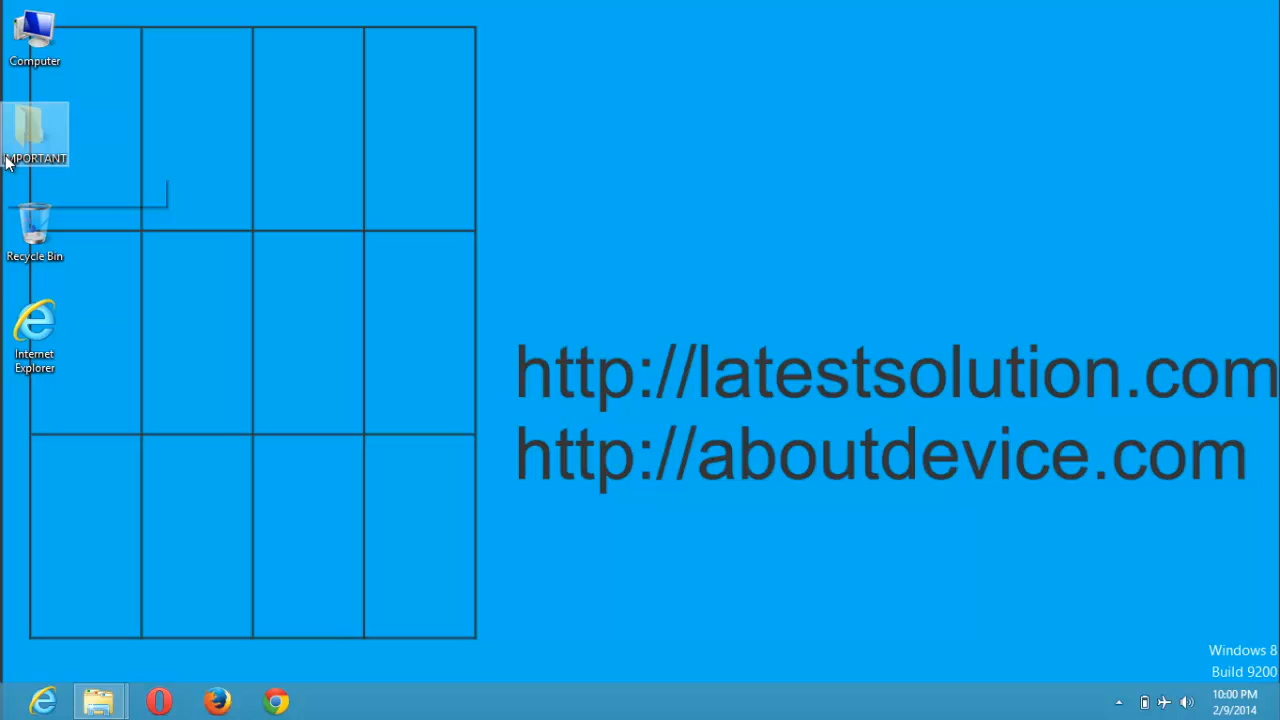 Computer
IMPORTANT
Recycle Bin
Internet
Explorer
http://latestsolution.com
http://aboutdevice.com
Windows 8
Build 9200
10:00 PM
2/9/2014